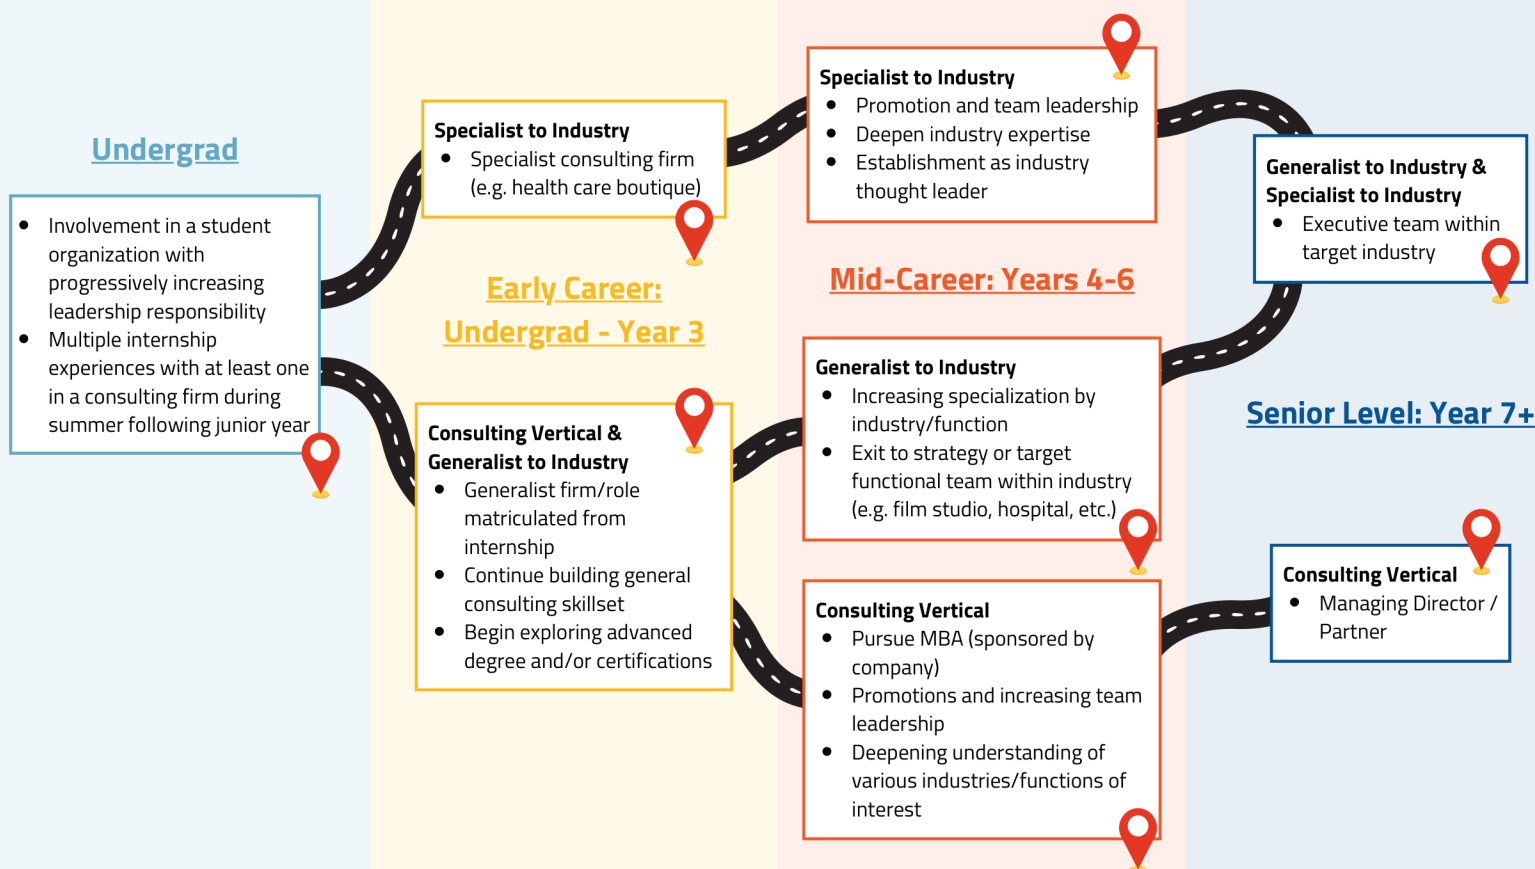 Undergrad
• Involvement in a student
organization with
progressively increasing
leadership responsibility
• Multiple internship
experiences with at least one
in a consulting firm during
summer following junior year
Specialist to Industry
• Specialist consulting firm
(e.g. health care boutique)
Early Career:
Undergrad - Year 3
Consulting Vertical &
Generalist to Industry
• Generalist firm/role
matriculated from
internship
• Continue building general
consulting skillset
• Begin exploring advanced
degree and/or certifications
Specialist to Industry
• Promotion and team leadership
• Deepen industry expertise
• Establishment as industry
thought leader
Mid-Career: Years 4-6
Generalist to Industry
• Increasing specialization by
industry/function
• Exit to strategy or target
functional team within industry
(e.g. film studio, hospital, etc.)
Consulting Vertical
• Pursue MBA (sponsored by
company)
• Promotions and increasing team
leadership
• Deepening understanding of
various industries/functions of
interest
Generalist to Industry &
Specialist to Industry
• Executive team within
target industry
Senior Level: Year 7+
Consulting Vertical
• Managing Director /
Partner